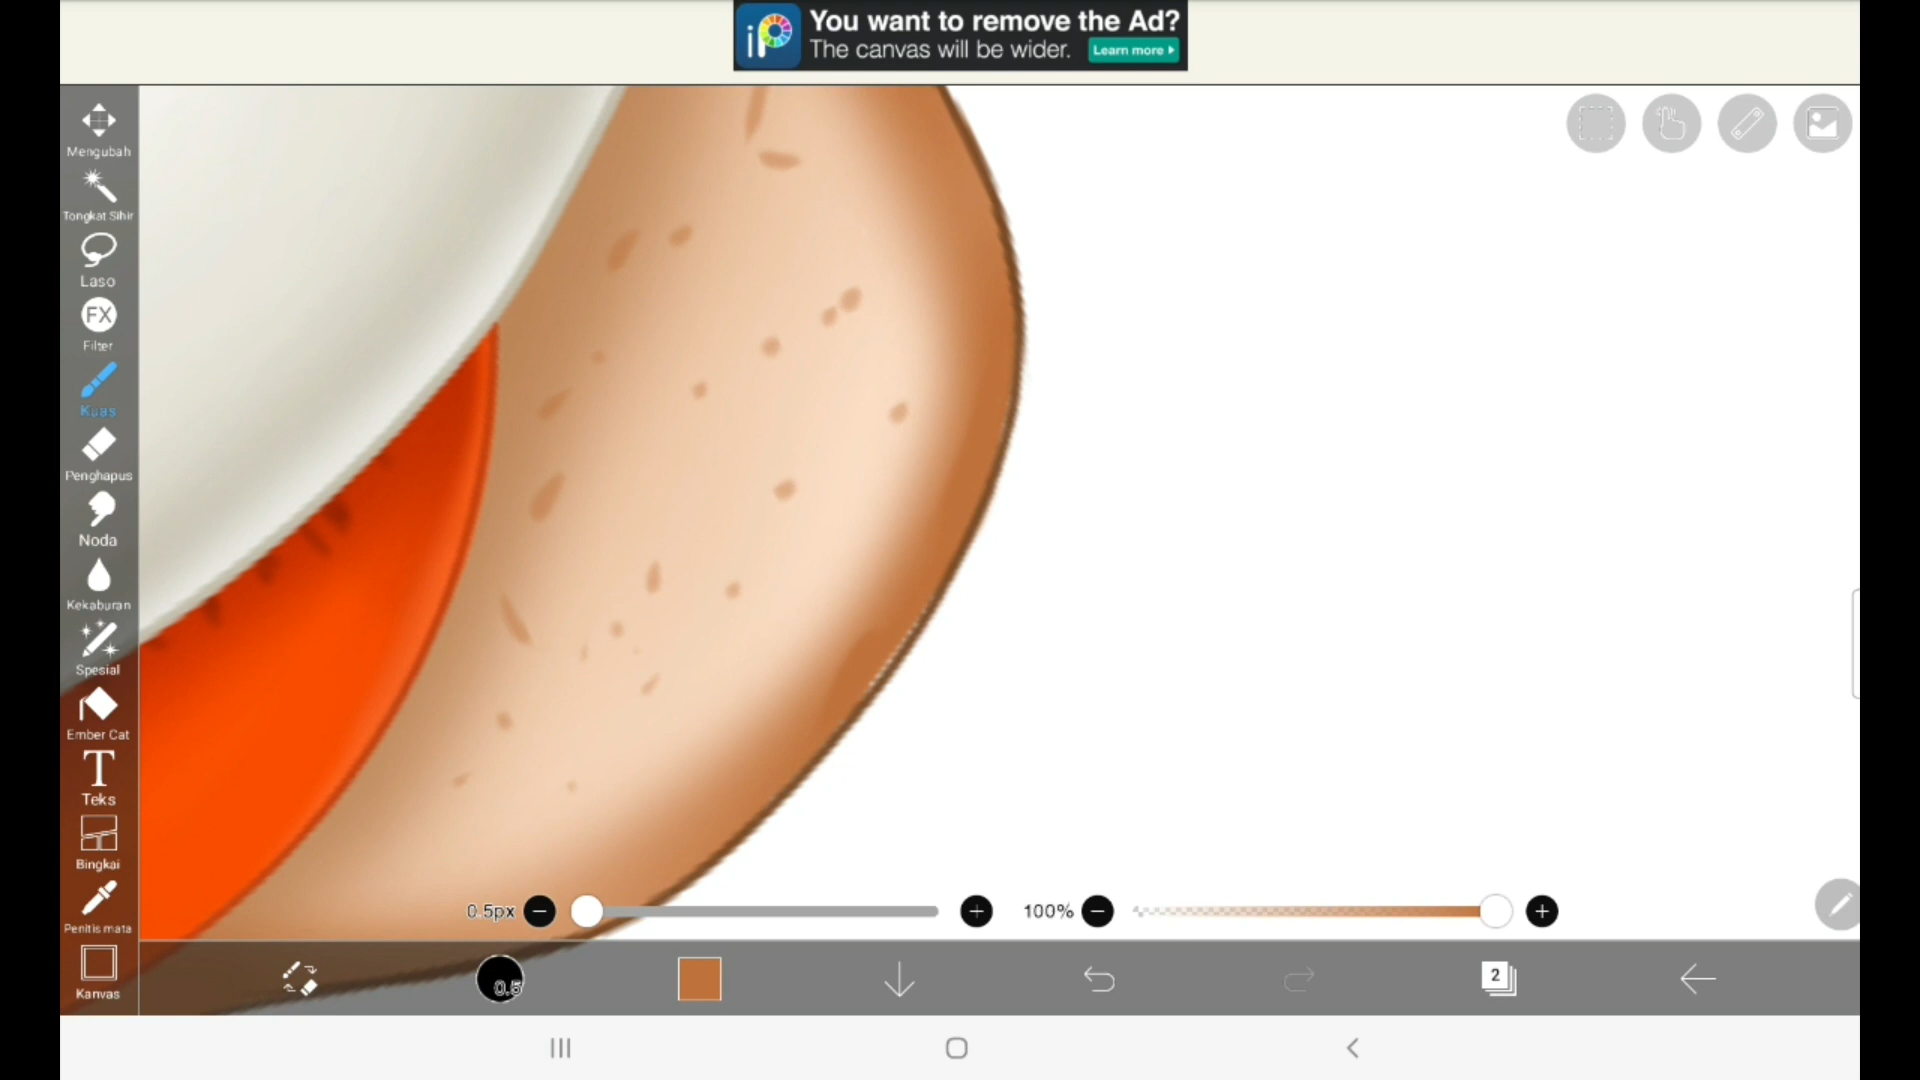 You want to remove the Ad?
The canvas will be wider. Learn more
Mengubah
Tongkat Sihir
Laso
FX
Filter
Kuas
Penghapus
Noda
Kekaburan
Spesial
Ember Cat
T
Teks
Bingkai
Penitis mata
Kanvas
0.5px
100%
0.5
2